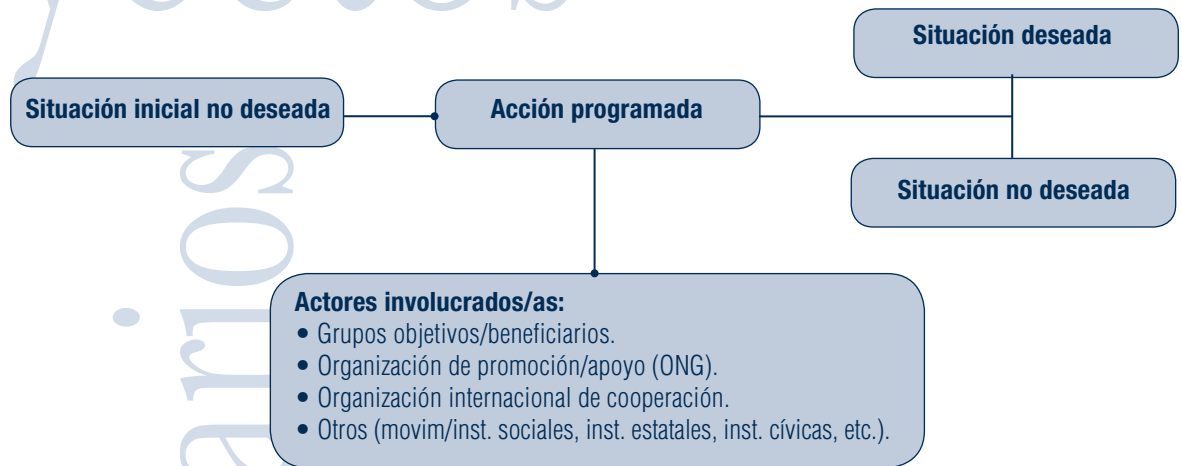 Situación deseada
Situación inicial no deseada
Acción programada
Situación no deseada
Actores involucrados/as:
• Grupos objetivos/beneficiarios.
• Organización de promoción/apoyo (ONG).
• Organización internacional de cooperación.
• Otros (movim/inst. sociales, inst. estatales, inst. cívicas, etc.).